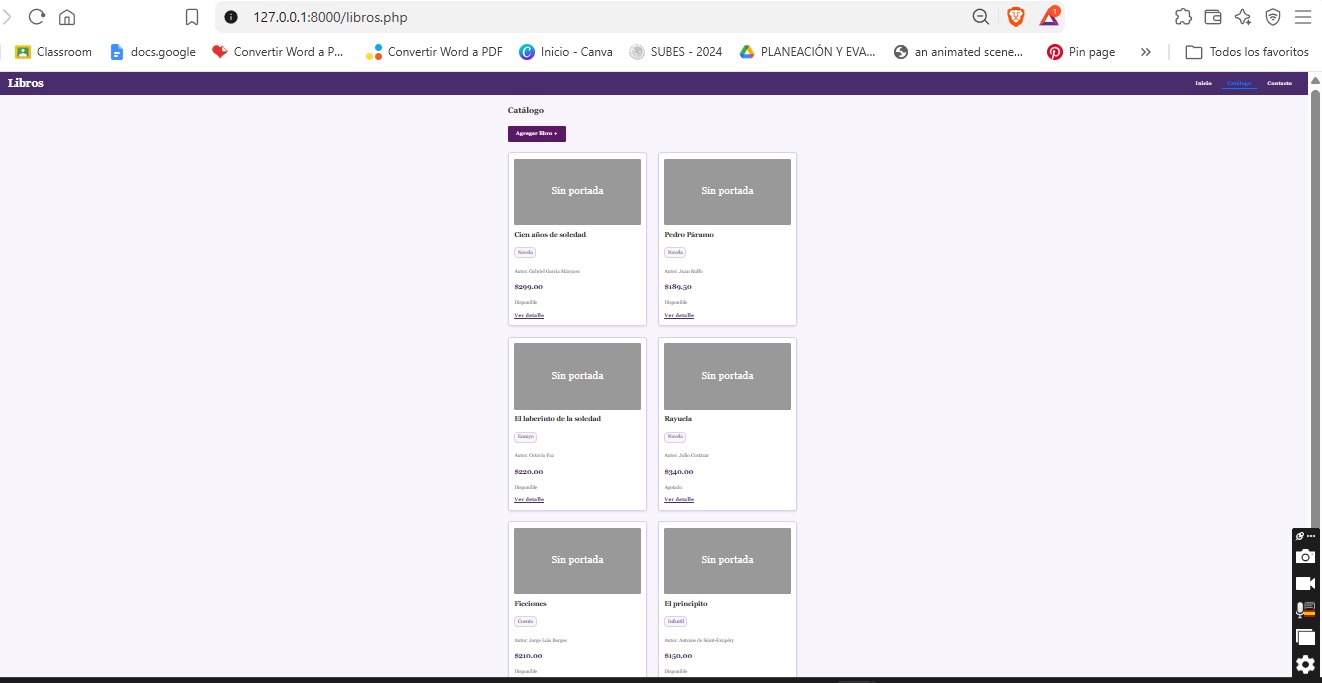 127.0.0.1:8000/libros.php
1
Classroom
docs.google
Convertir Word a P...
Convertir Word a PDF
Inicio - Canva
SUBES - 2024
PLANEACIÓN Y EVA...
an animated scene...
Pin page
Todos los favoritos
Libros
Inicio Catálogo Contacto
Catálogo
Agregar libro +
Sin portada
Cien años de soledad
Novela
Autor: Gabriel García Márquez
$299.00
Disponible
Ver detalle
Sin portada
Pedro Páramo
Novela
Autor: Juan Rulfo
$189.50
Disponible
Ver detalle
Sin portada
El laberinto de la soledad
Ensayo
Autor: Octavio Paz
$220.00
Disponible
Ver detalle
Sin portada
Rayuela
Novela
Autor: Julio Cortázar
$340.00
Agotado
Ver detalle
Sin portada
Ficciones
Cuento
Autor: Jorge Luis Borges
$210.00
Disponible
Sin portada
El principito
Infantil
Autor: Antoine de Saint-Exupéry
$150.00
Disponible